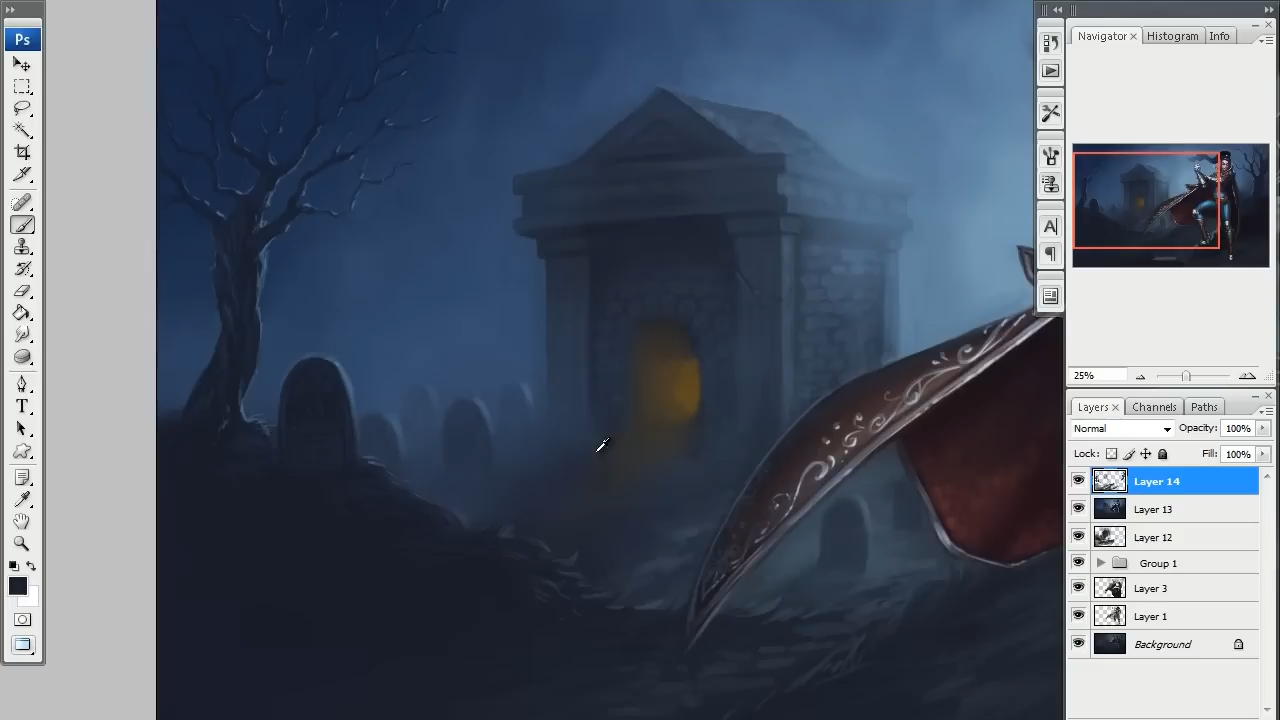 Ps
Navigator Histogram Info
25%
Layers Channels Paths
Normal Opacity: 100%
Lock: Fill: 100%
Layer 14
Layer 13
Layer 12
Group 1
Layer 3
Layer 1
Background